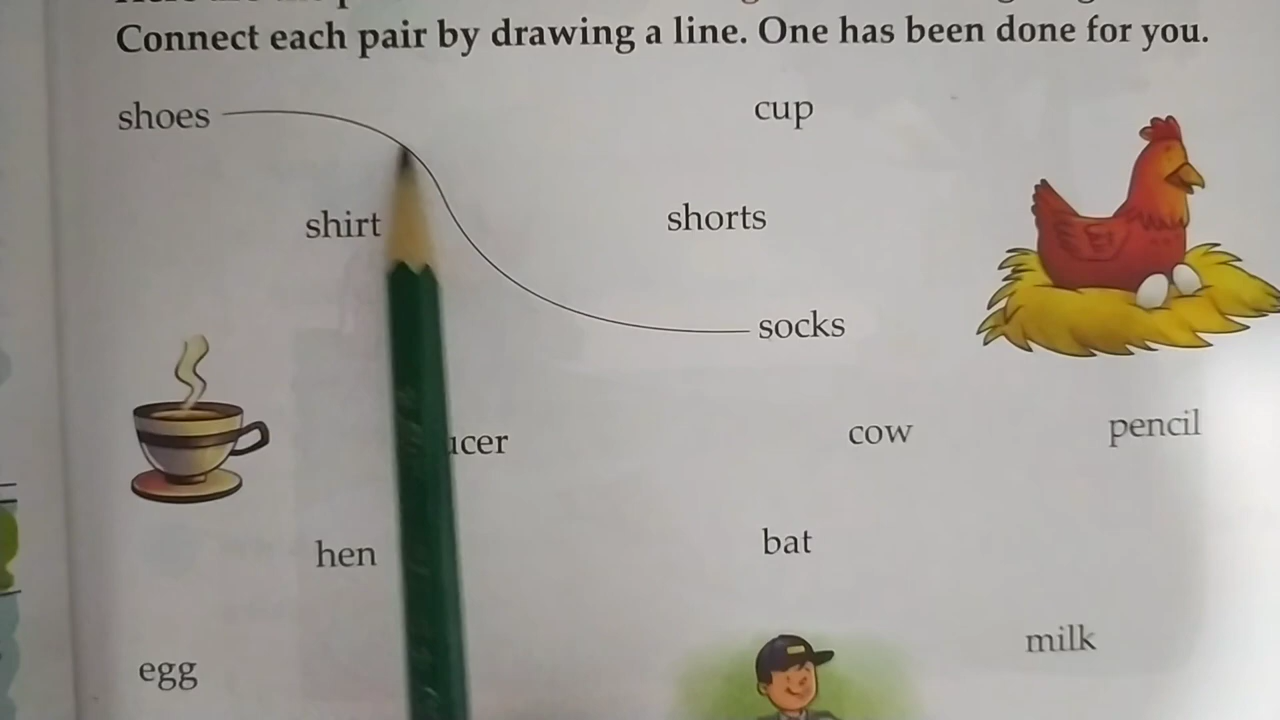 Connect each pair by drawing a line. One has been done for you.
shoes
cup
shirt
shorts
socks
cow
pencil
hen
bat
milk
egg